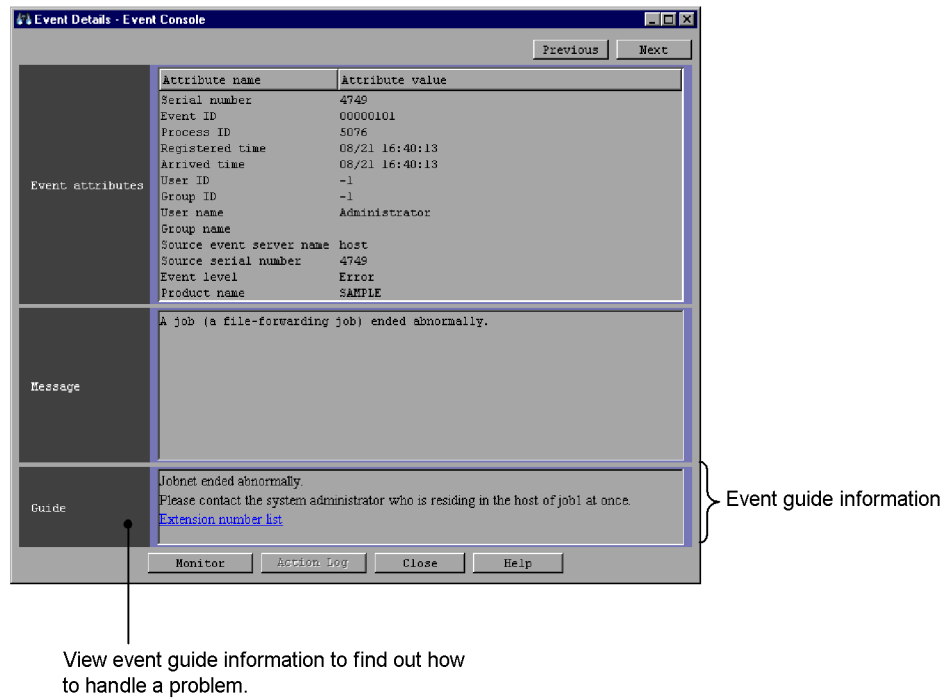 Event Details - Event Console
Previous Next
Attribute name Attribute value
Serial number 4749
Event ID 00000101
Process ID 5076
Registered time 08/21 16:40:13
Arrived time 08/21 16:40:13
Event attributes
User ID -1
Group ID -1
User name Administrator
Group name
Source event server name host
Source serial number 4749
Event level Error
Product name SAMPLE
Message
A job (a file-forwarding job) ended abnormally.
Guide
Jobnet ended abnormally.
Please contact the system administrator who is residing in the host of job1 at once.
Extension number list
Event guide information
Monitor Action Log Close Help
View event guide information to find out how
to handle a problem.